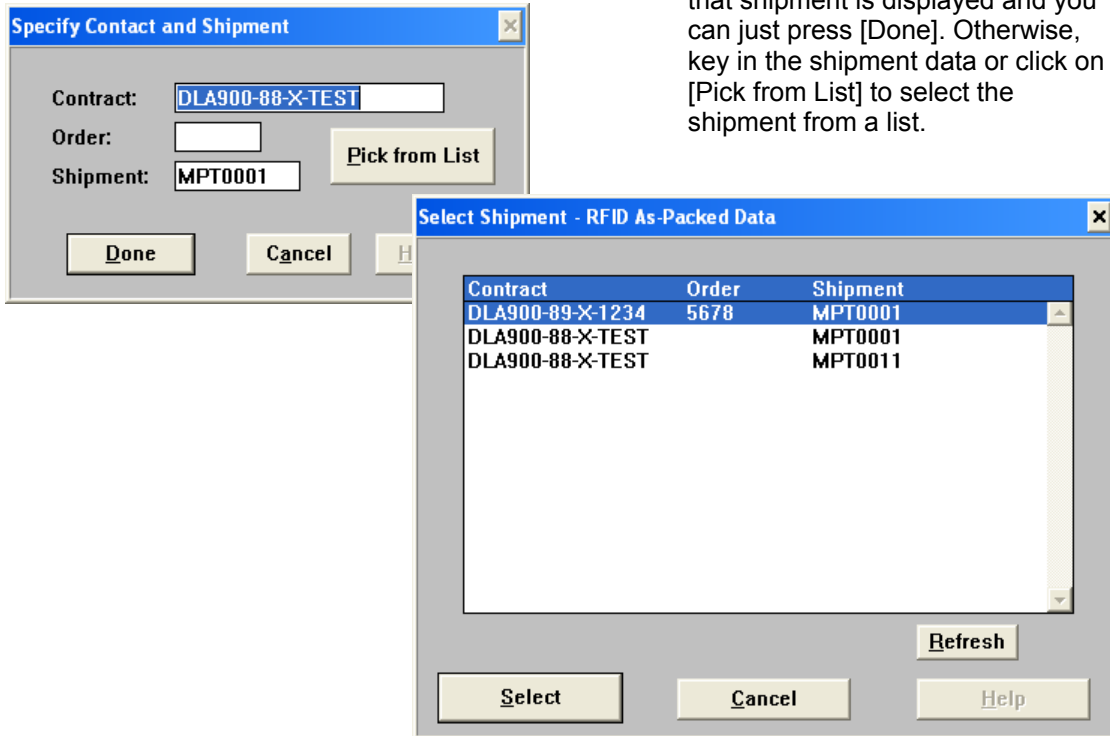 that shipment is displayed and you
can just press [Done]. Otherwise,
key in the shipment data or click on
[Pick from List] to select the
shipment from a list.
Specify Contact and Shipment
Contract: DLA900-88-X-TEST
Order:
Pick from List
Shipment: MPT0001
Done Cancel H
Select Shipment - RFID As-Packed Data
Contract Order Shipment
DLA900-89-X-1234 5678 MPT0001
DLA900-88-X-TEST MPT0001
DLA900-88-X-TEST MPT0011
Refresh
Select Cancel Help